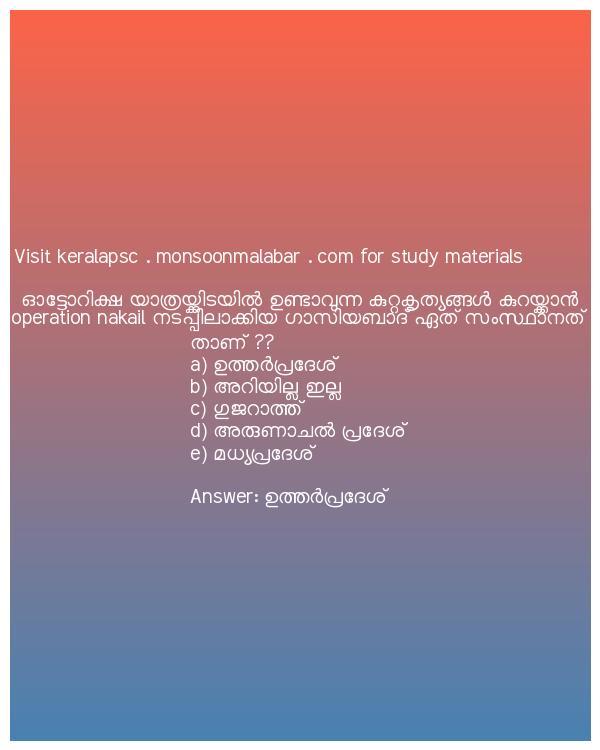 Visit keralapsc . monsoonmalabar . com for study materials
ഓട്ടോറിക്ഷ യാത്രയ്ക്കിടയിൽ ഉണ്ടാവുന്ന കുറ്റകൃത്യങ്ങൾ കുറയ്ക്കാൻ
operation nakail നടപ്പിലാക്കിയ ഗാസിയബാദ് ഏത് സംസ്ഥാനത്
താണ് ??
a) ഉത്തർപ്രദേശ്
b) അറിയില്ല ഇല്ല
c) ഗുജറാത്ത്
d) അരുണാചൽ പ്രദേശ്
e) മധ്യപ്രദേശ്
Answer: ഉത്തർപ്രദേശ്